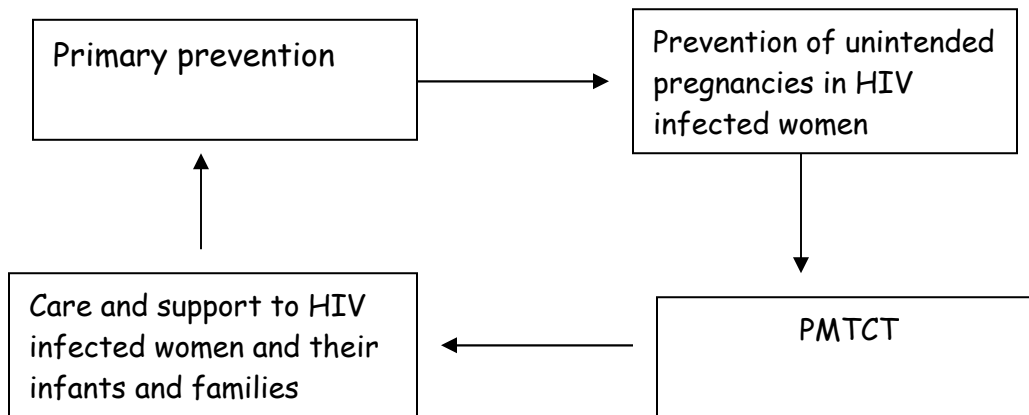 Primary prevention
Prevention of unintended
pregnancies in HIV
infected women
Care and support to HIV
infected women and their
infants and families
PMTCT